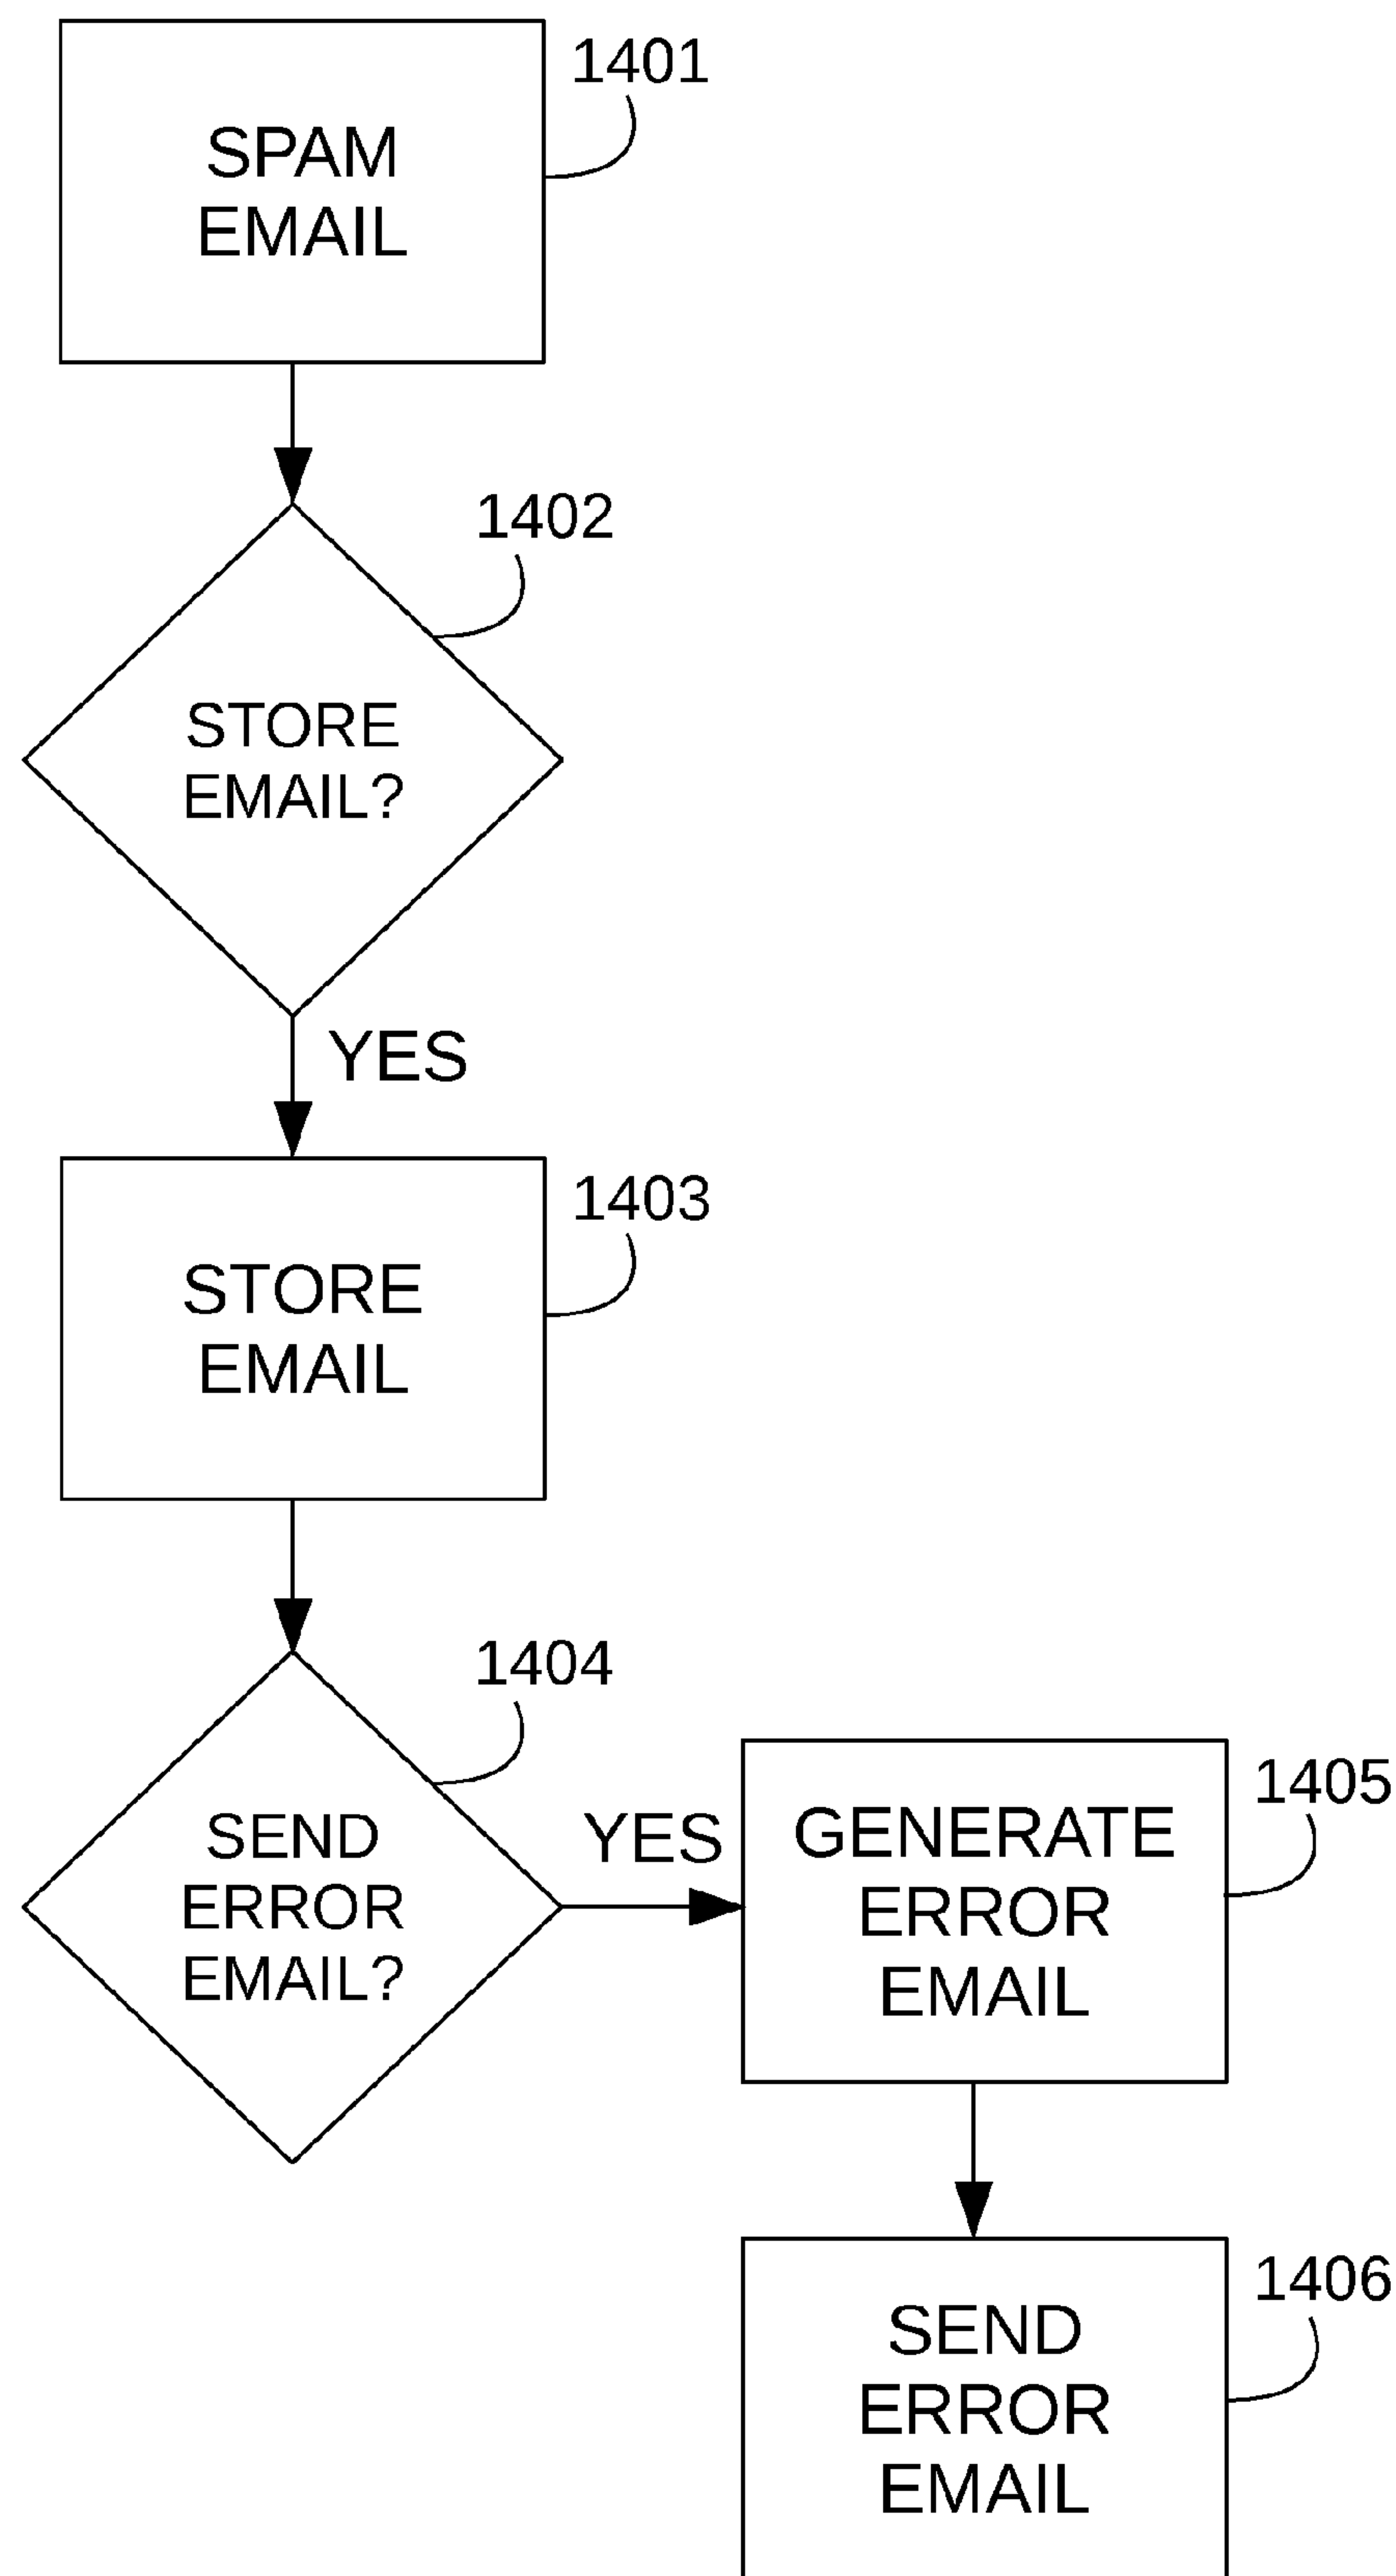 1401
SPAM
EMAIL
1402
STORE
EMAIL?
YES
1403
STORE
EMAIL
1404
SEND
ERROR
EMAIL?
YES
1405
GENERATE
ERROR
EMAIL
1406
SEND
ERROR
EMAIL